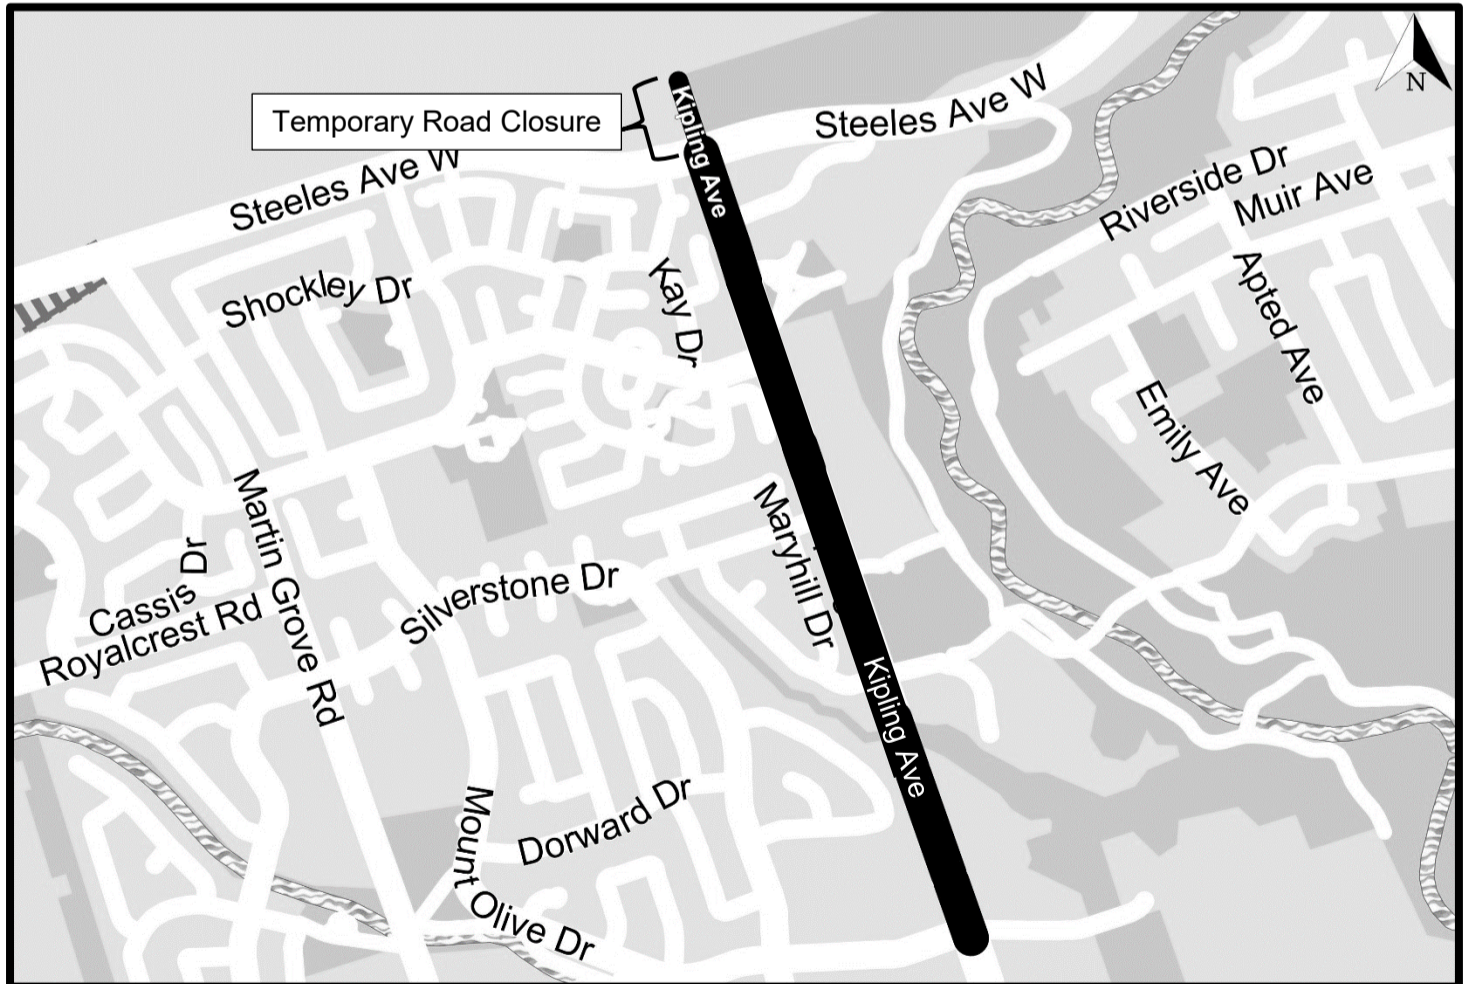 N
Kipling Ave
Temporary Road Closure
Steeles Ave W
Steeles Ave W
Riverside Dr
Muir Ave
Shockley Dr
Kay Dr
Apted Ave
Emily Ave
Martin Grove Rd
Maryhill Dr
Cassis Dr
Silverstone Dr
Royalcrest Rd
Kipling Ave
Mount Olive Dr
Dorward Dr